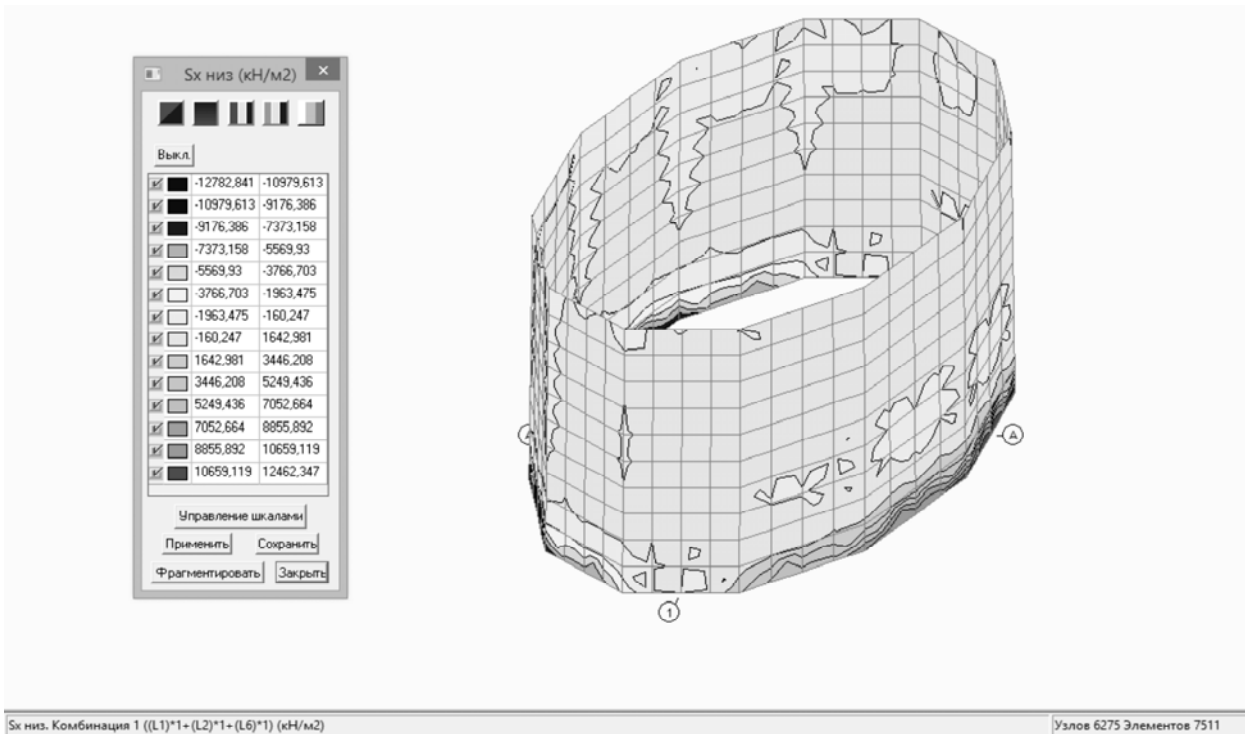 Sx низ (кН/м2)
Выкл.
-12782,841 -10979,613
-10979,613 -9176,386
-9176,386 -7373,158
-7373,158 -5569,93
-5569,93 -3766,703
-3766,703 -1963,475
-1963,475 -160,247
-160,247 1642,981
1642,981 3446,208
3446,208 5249,436
5249,436 7052,664
7052,664 8855,892
8855,892 10659,119
10659,119 12462,347
Управление шкалами
Применить Сохранить
Фрагментировать Закрыть
А
1
Sx низ. Комбинация 1 ((L1)*1+(L2)*1+(L6)*1) (кН/м2) Узлов 6275 Элементов 7511